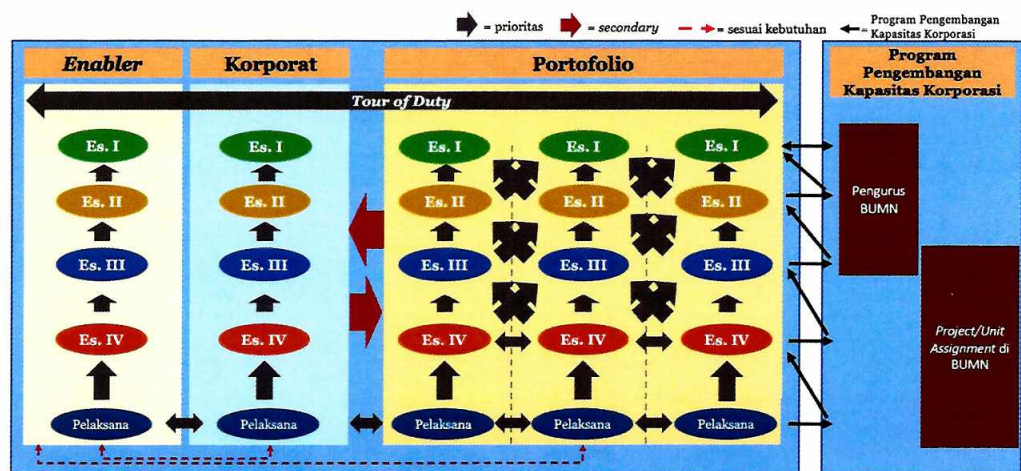 = prioritas
= secondary
= sesuai kebutuhan
= Program Pengembangan
Kapasitas Korporasi
Enabler
Korporat
Portofolio
Program
Pengembangan
Kapasitas Korporasi
Tour of Duty
Es. I
Es. I
Es. I
Es. I
Es. I
Es. II
Es. II
Es. II
Es. II
Es. II
Es. III
Es. III
Es. III
Es. III
Es. III
Es. IV
Es. IV
Es. IV
Es. IV
Es. IV
Pelaksana
Pelaksana
Pelaksana
Pelaksana
Pelaksana
Pengurus
BUMN
Project/Unit
Assignment di
BUMN